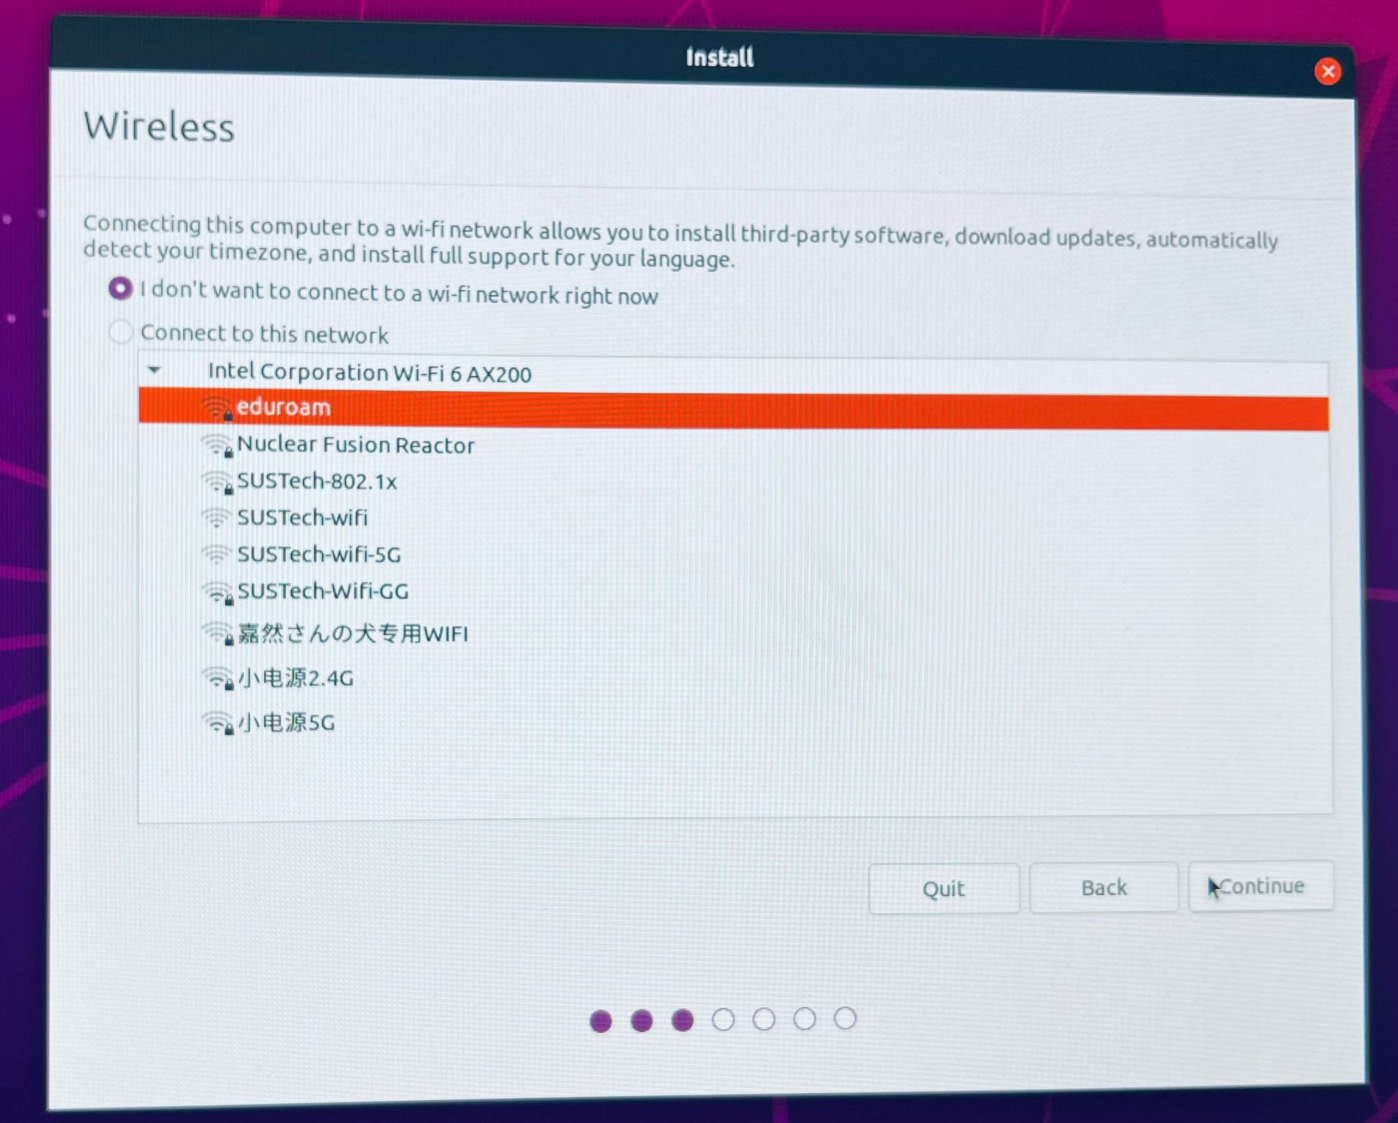 Install
Wireless
Connecting this computer to a wi-fi network allows you to install third-party software, download updates, automatically
detect your timezone, and install full support for your language.
I don't want to connect to a wi-fi network right now
Connect to this network
Intel Corporation Wi-Fi 6 AX200
eduroam
Nuclear Fusion Reactor
SUSTech-802.1x
SUSTech-wifi
SUSTech-wifi-5G
SUSTech-Wifi-GG
嘉然さんの犬专用WIFI
小电源2.4G
小电源5G
Quit Back Continue